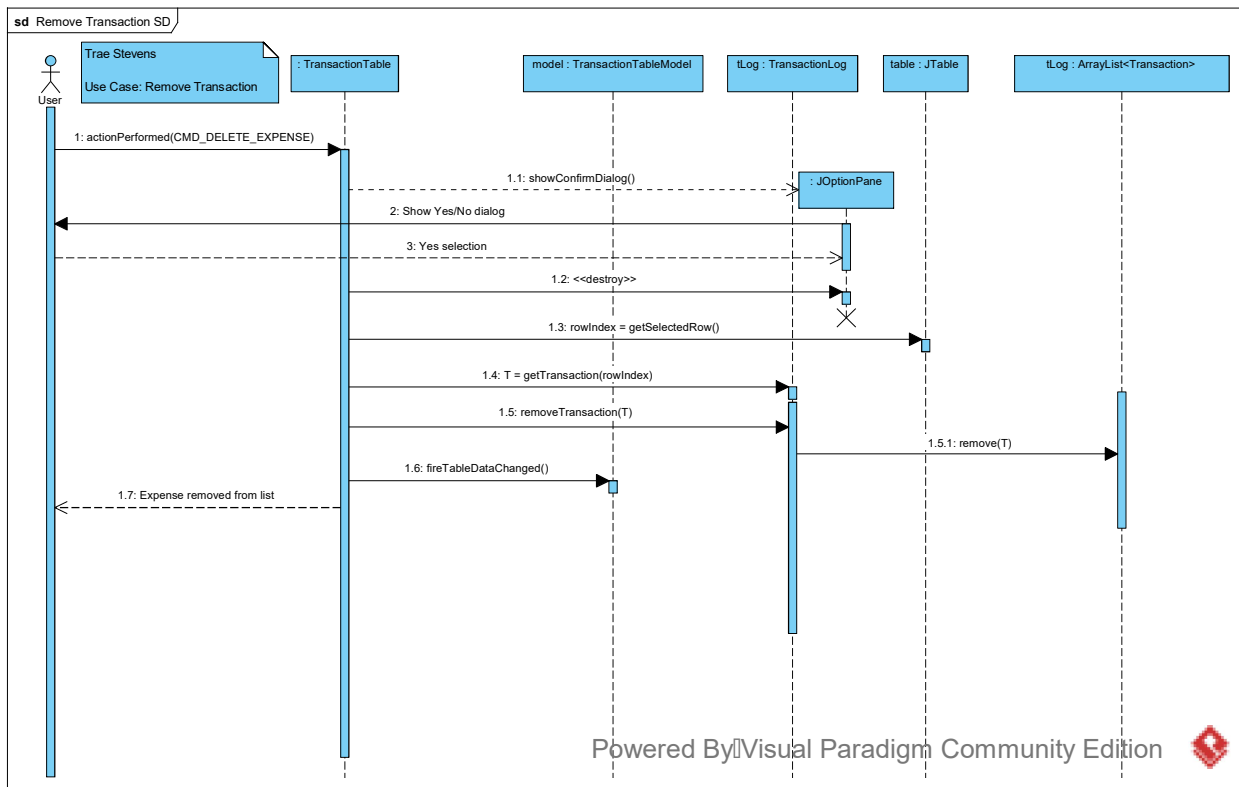 sd Remove Transaction SD
Trae Stevens
Use Case: Remove Transaction
User
: TransactionTable
model : TransactionTableModel
tLog : TransactionLog
table : JTable
tLog : ArrayList<Transaction>
1: actionPerformed(CMD_DELETE_EXPENSE)
1.1: showConfirmDialog()
: JOptionPane
2: Show Yes/No dialog
3: Yes selection
1.2: <<destroy>>
1.3: rowIndex = getSelectedRow()
1.4: T = getTransaction(rowIndex)
1.5: removeTransaction(T)
1.5.1: remove(T)
1.6: fireTableDataChanged()
1.7: Expense removed from list
Powered By Visual Paradigm Community Edition